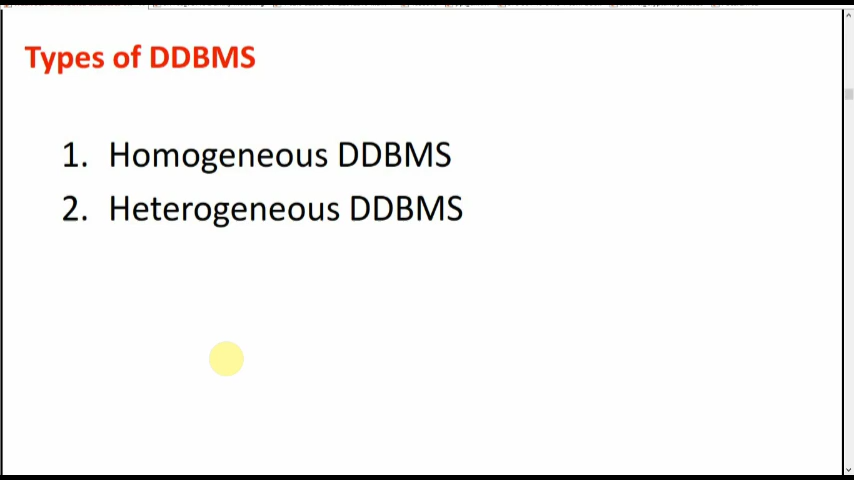 Types of DDBMS
1. Homogeneous DDBMS
2. Heterogeneous DDBMS